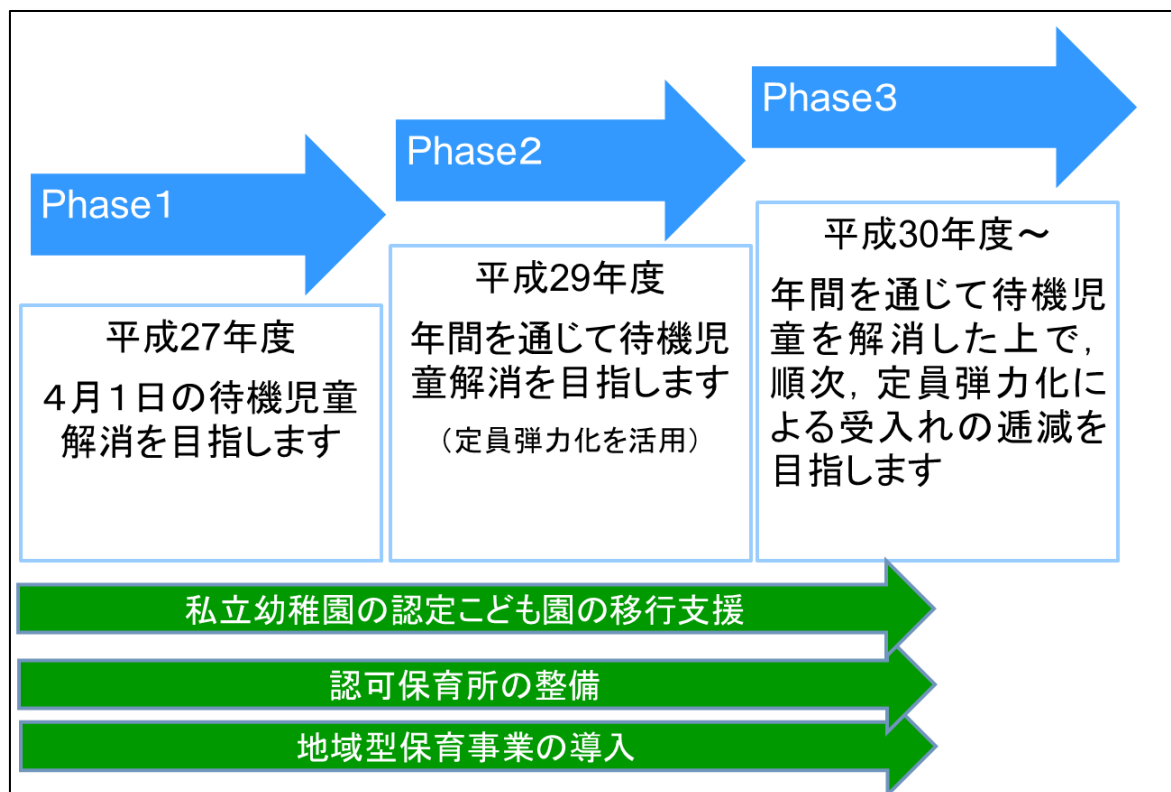 Phase１
平成27年度
４月１日の待機児童
解消を目指します
Phase２
平成29年度
年間を通じて待機児
童解消を目指します
（定員弾力化を活用）
Phase３
平成30年度～
年間を通じて待機児
童を解消した上で，
順次，定員弾力化に
よる受入れの逓減を
目指します
私立幼稚園の認定こども園の移行支援
認可保育所の整備
地域型保育事業の導入